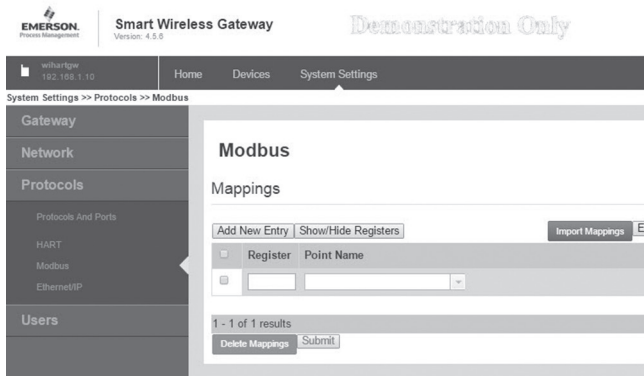 EMERSON.
Process Management
Smart Wireless Gateway
Version: 4.5.6
Demonstration Only
wihartgw
192.168.1.10
Home
Devices
System Settings
System Settings >> Protocols >> Modbus
Gateway
Network
Protocols
Protocols And Ports
HART
Modbus
Ethernet/IP
Users
Modbus
Mappings
Add New Entry
Show/Hide Registers
Import Mappings
E
Register
Point Name
1 - 1 of 1 results
Delete Mappings
Submit